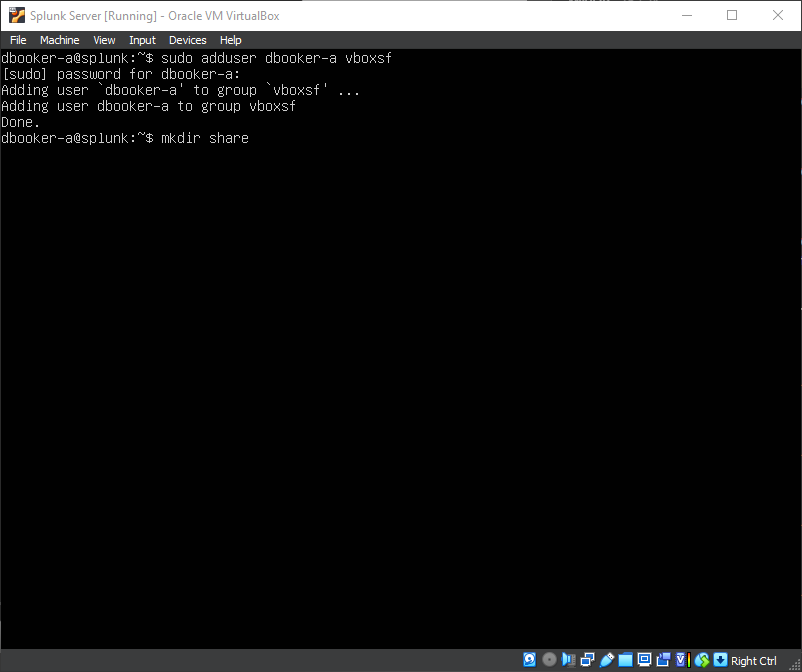 Splunk Server [Running] - Oracle VM VirtualBox
File Machine View Input Devices Help
dbooker-a@splunk:~$ sudo adduser dbooker-a vboxsf
[sudo] password for dbooker-a:
Adding user `dbooker-a' to group `vboxsf' ...
Adding user dbooker-a to group vboxsf
Done.
dbooker-a@splunk:~$ mkdir share
Right Ctrl